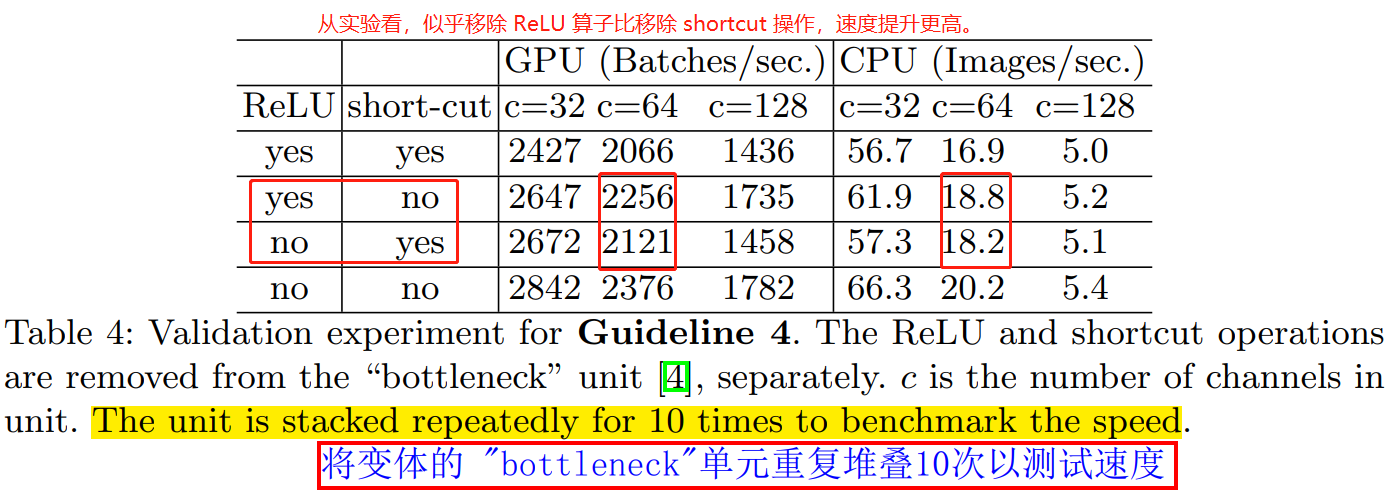 从实验看，似乎移除 ReLU 算子比移除 shortcut 操作，速度提升更高。
GPU (Batches/sec.) CPU (Images/sec.)
ReLU short-cut c=32 c=64 c=128 c=32 c=64 c=128
yes yes 2427 2066 1436 56.7 16.9 5.0
yes no 2647 2256 1735 61.9 18.8 5.2
no yes 2672 2121 1458 57.3 18.2 5.1
no no 2842 2376 1782 66.3 20.2 5.4
Table 4: Validation experiment for Guideline 4. The ReLU and shortcut operations
are removed from the “bottleneck” unit [4], separately. c is the number of channels in
unit. The unit is stacked repeatedly for 10 times to benchmark the speed.
将变体的 "bottleneck"单元重复堆叠10次以测试速度